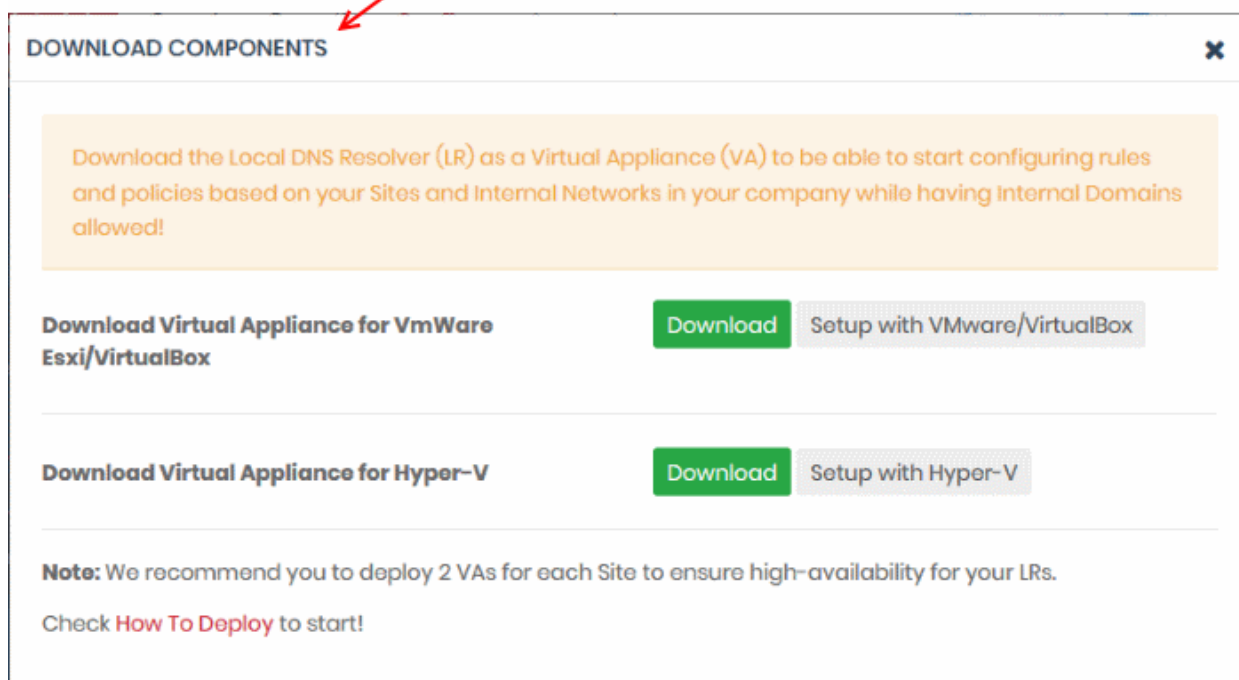 DOWNLOAD COMPONENTS
Download the Local DNS Resolver (LR) as a Virtual Appliance (VA) to be able to start configuring rules
and policies based on your Sites and Internal Networks in your company while having Internal Domains
allowed!
Download Virtual Appliance for VmWare
Esxi/VirtualBox
Download
Setup with VMware/VirtualBox
Download Virtual Appliance for Hyper-V
Download
Setup with Hyper-V
Note: We recommend you to deploy 2 VAs for each Site to ensure high-availability for your LRs.
Check How To Deploy to start!